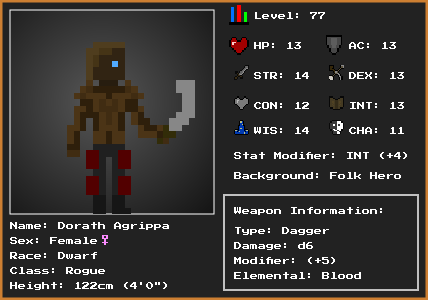 Level: 77
HP: 13 AC: 13
STR: 14 DEX: 13
CON: 12 INT: 13
WIS: 14 CHA: 11
Stat Modifier: INT (+4)
Background: Folk Hero
Name: Dorath Agrippa
Sex: Female♀
Race: Dwarf
Class: Rogue
Height: 122cm (4'0")
Weapon Information:
Type: Dagger
Damage: d6
Modifier: (+5)
Elemental: Blood